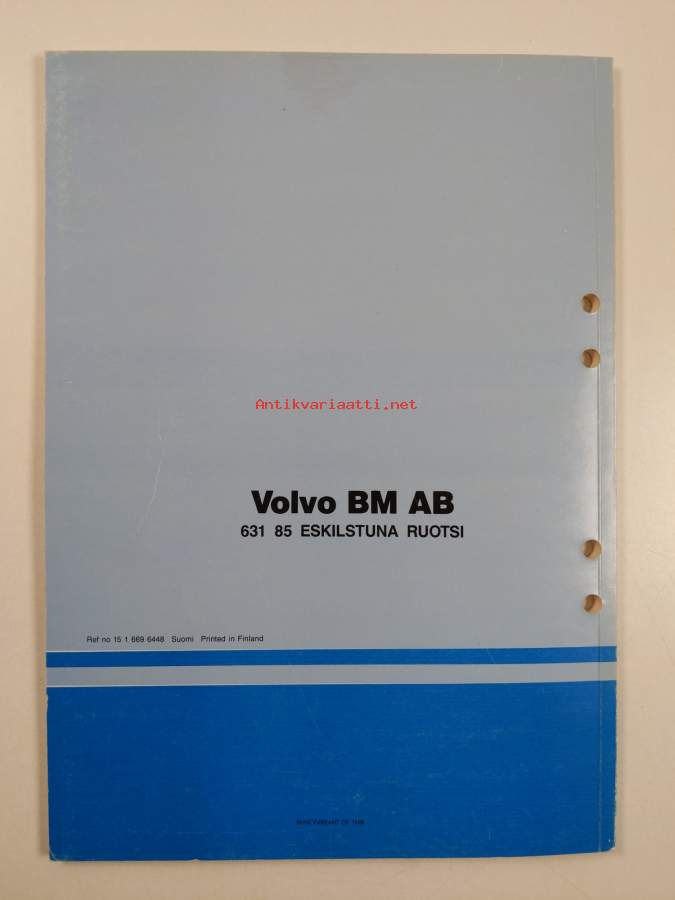 Antikvariaatti.net
Volvo BM AB
631 85 ESKILSTUNA RUOTSI
Ref no 15 1 669 6448 Suomi Printed in Finland